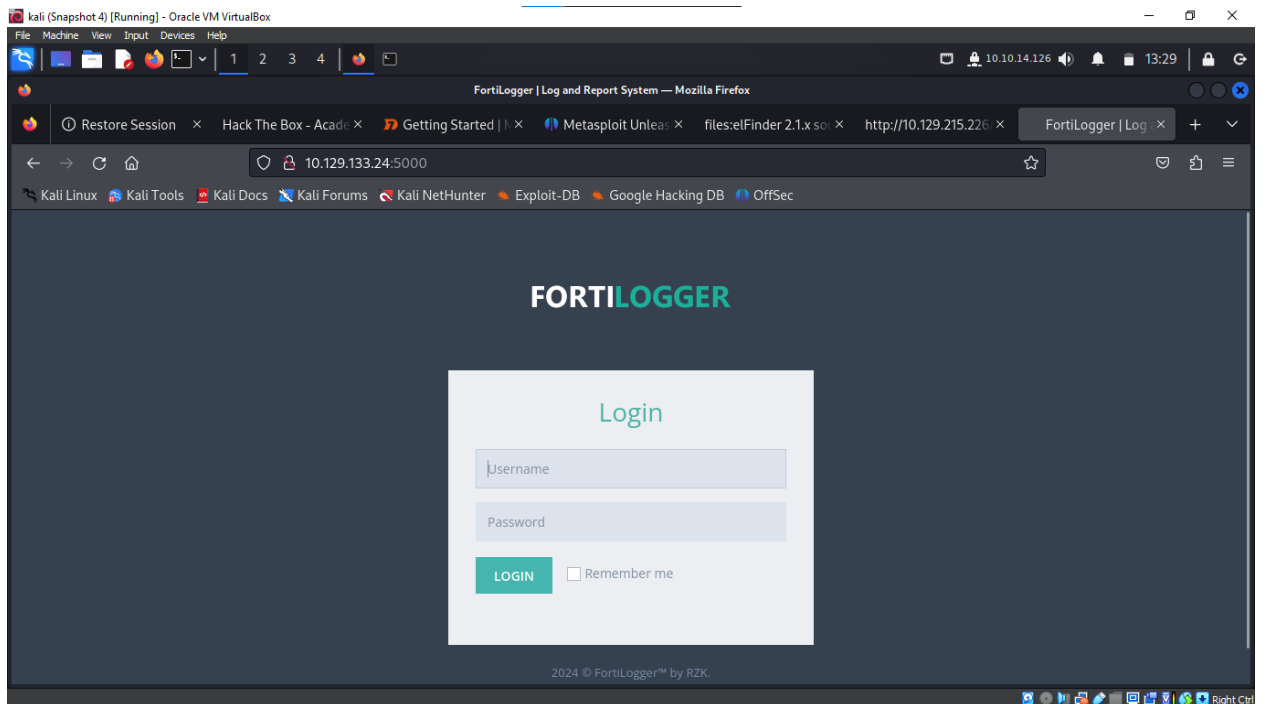 kali (Snapshot 4) [Running] - Oracle VM VirtualBox
File Machine View Input Devices Help
1 2 3 4 10.10.14.126 13:29
FortiLogger | Log and Report System — Mozilla Firefox
Restore Session Hack The Box - Acade Getting Started | Metasploit Unleas files:elFinder 2.1.x sou http://10.129.215.226/ FortiLogger | Log
10.129.133.24:5000
Kali Linux Kali Tools Kali Docs Kali Forums Kali NetHunter Exploit-DB Google Hacking DB OffSec
FORTILOGGER
Login
Username
Password
LOGIN Remember me
2024 © FortiLogger™ by RZK.
Right Ctrl